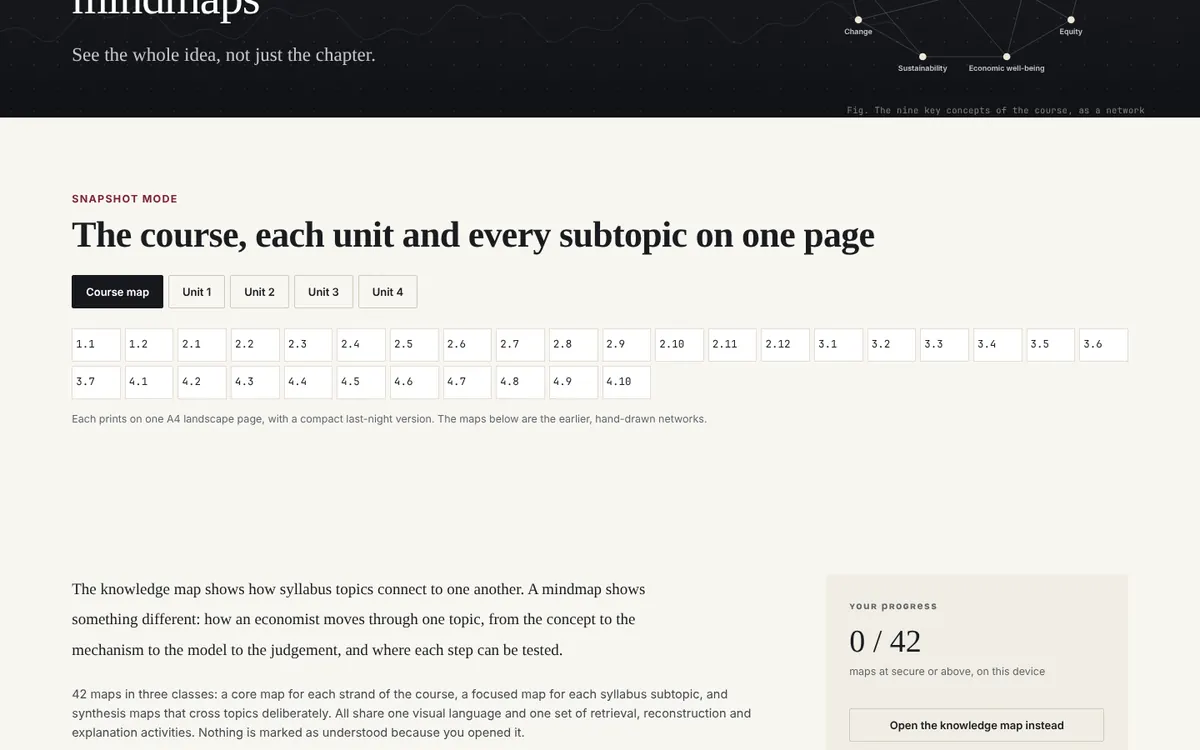 mindmaps
See the whole idea, not just the chapter.
Change
Equity
Sustainability
Economic well-being
Fig. The nine key concepts of the course, as a network
SNAPSHOT MODE
The course, each unit and every subtopic on one page
Course map
Unit 1
Unit 2
Unit 3
Unit 4
1.1 1.2 2.1 2.2 2.3 2.4 2.5 2.6 2.7 2.8 2.9 2.10 2.11 2.12 3.1 3.2 3.3 3.4 3.5 3.6
3.7 4.1 4.2 4.3 4.4 4.5 4.6 4.7 4.8 4.9 4.10
Each prints on one A4 landscape page, with a compact last-night version. The maps below are the earlier, hand-drawn networks.
The knowledge map shows how syllabus topics connect to one another. A mindmap shows
something different: how an economist moves through one topic, from the concept to the
mechanism to the model to the judgement, and where each step can be tested.
42 maps in three classes: a core map for each strand of the course, a focused map for each syllabus subtopic, and
synthesis maps that cross topics deliberately. All share one visual language and one set of retrieval, reconstruction and
explanation activities. Nothing is marked as understood because you opened it.
YOUR PROGRESS
0 / 42
maps at secure or above, on this device
Open the knowledge map instead